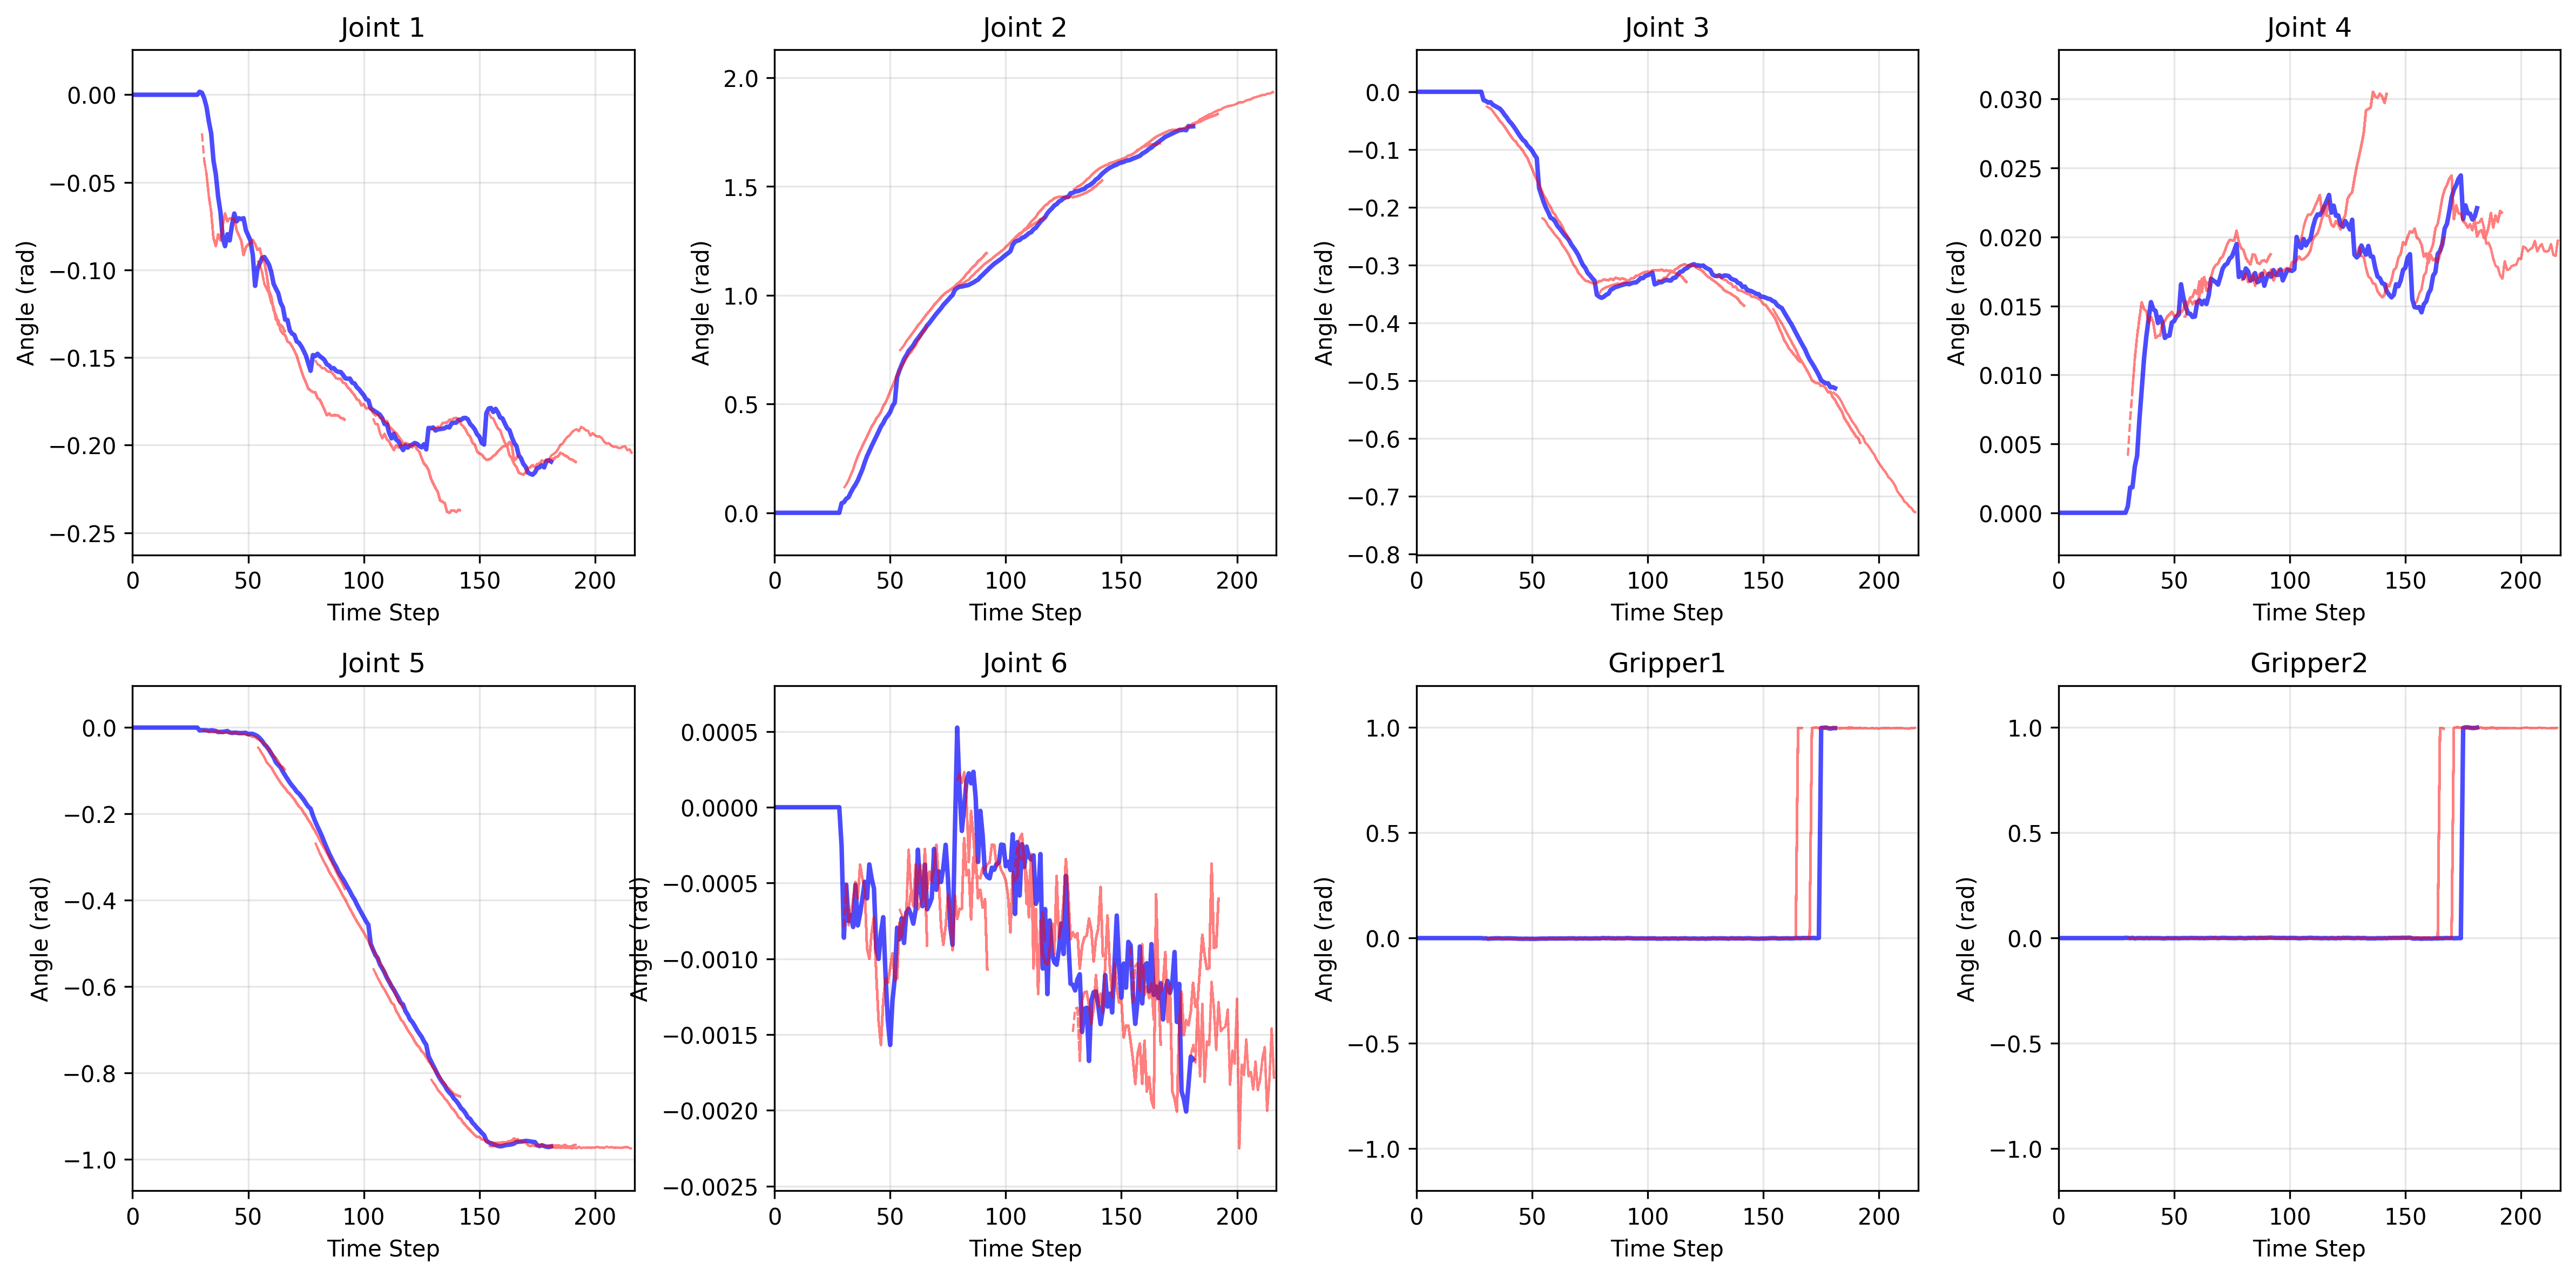 Joint 1
0.00
−0.05
−0.10
−0.15
−0.20
−0.25
Angle (rad)
0 50 100 150 200
Time Step
Joint 2
2.0
1.5
1.0
0.5
0.0
Angle (rad)
0 50 100 150 200
Time Step
Joint 3
0.0
−0.1
−0.2
−0.3
−0.4
−0.5
−0.6
−0.7
−0.8
Angle (rad)
0 50 100 150 200
Time Step
Joint 4
0.030
0.025
0.020
0.015
0.010
0.005
0.000
Angle (rad)
0 50 100 150 200
Time Step
Joint 5
0.0
−0.2
−0.4
−0.6
−0.8
−1.0
Angle (rad)
0 50 100 150 200
Time Step
Joint 6
0.0005
0.0000
−0.0005
−0.0010
−0.0015
−0.0020
−0.0025
Angle (rad)
0 50 100 150 200
Time Step
Gripper1
1.0
0.5
0.0
−0.5
−1.0
Angle (rad)
0 50 100 150 200
Time Step
Gripper2
1.0
0.5
0.0
−0.5
−1.0
Angle (rad)
0 50 100 150 200
Time Step